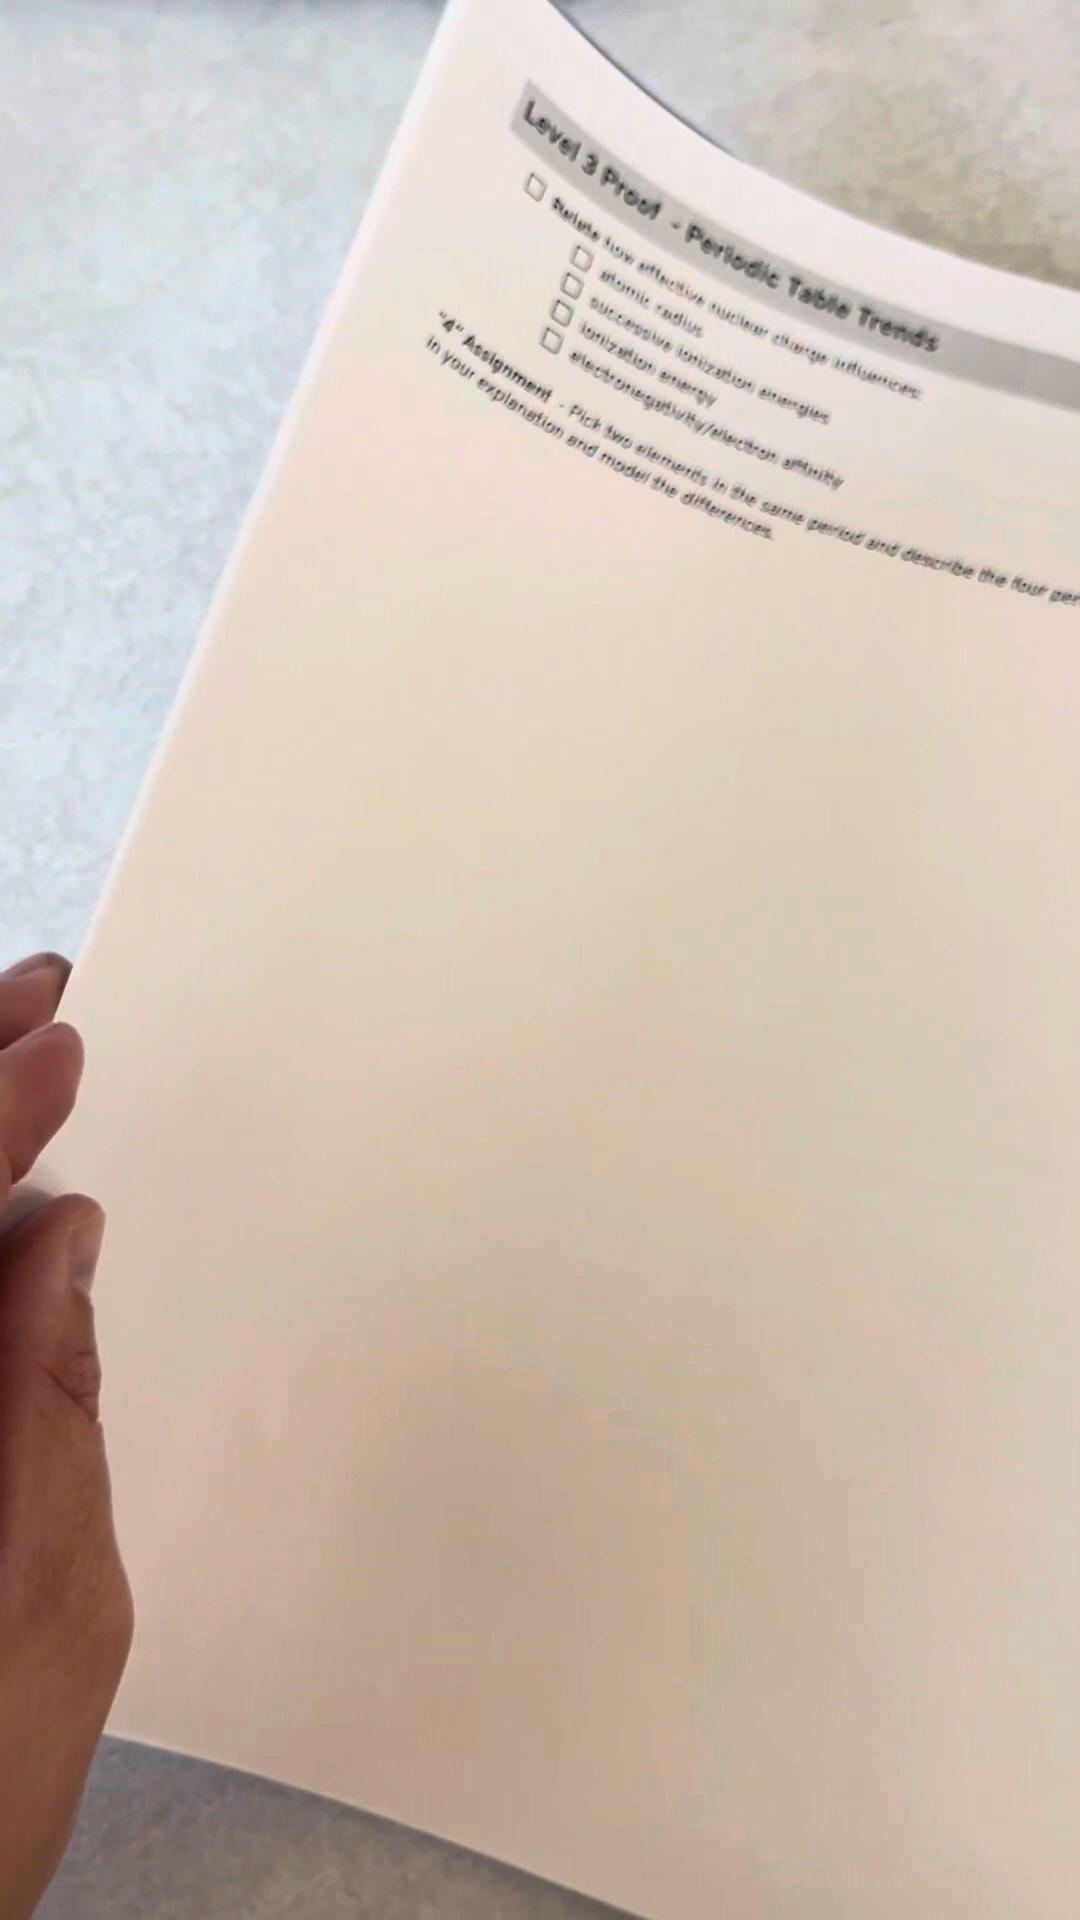 Level 3 Proof - Periodic Table Trends
Relate how effective nuclear charge influences:
atomic radius
successive ionization energies
ionization energy
electronegativity/electron affinity
"4" Assignment - Pick two elements in the same period and describe the four
in your explanation and model the differences.